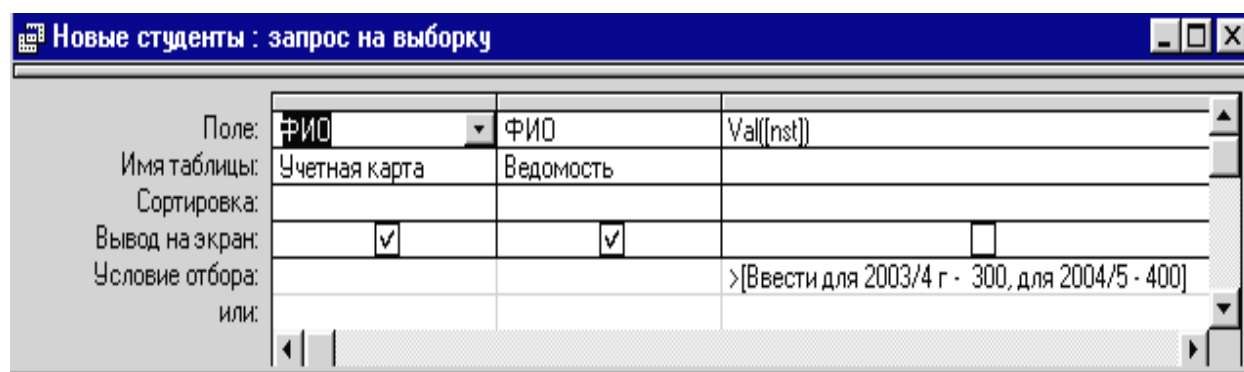 Новые студенты : запрос на выборку
Поле: ФИО ФИО Val([nst])
Имя таблицы: Учетная карта Ведомость
Сортировка:
Вывод на экран:
Условие отбора: >[Ввести для 2003/4 г - 300, для 2004/5 - 400]
или: